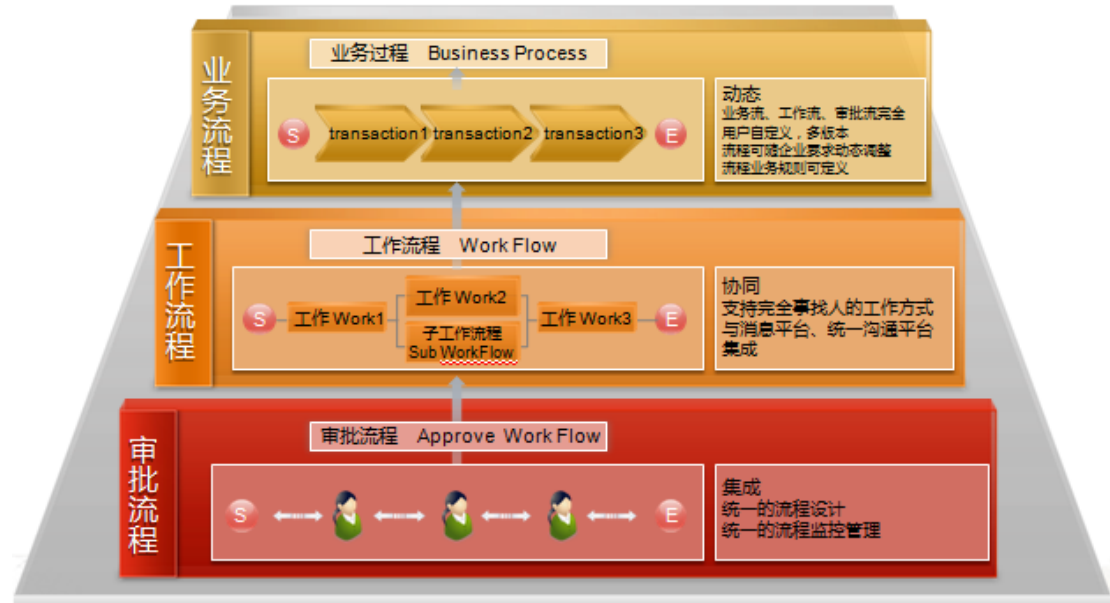 业务流程
业务过程 Business Process
S transaction1 transaction2 transaction3 E
动态
业务流、工作流、审批流完全
用户自定义，多版本
流程可随企业要求动态调整
流程业务规则可定义
工作流程
工作流程 Work Flow
S 工作 Work1
工作 Work2
子工作流程
Sub WorkFlow
工作 Work3 E
协同
支持完全事找人的工作方式
与消息平台、统一沟通平台
集成
审批流程
审批流程 Approve Work Flow
S E
集成
统一的流程设计
统一的流程监控管理